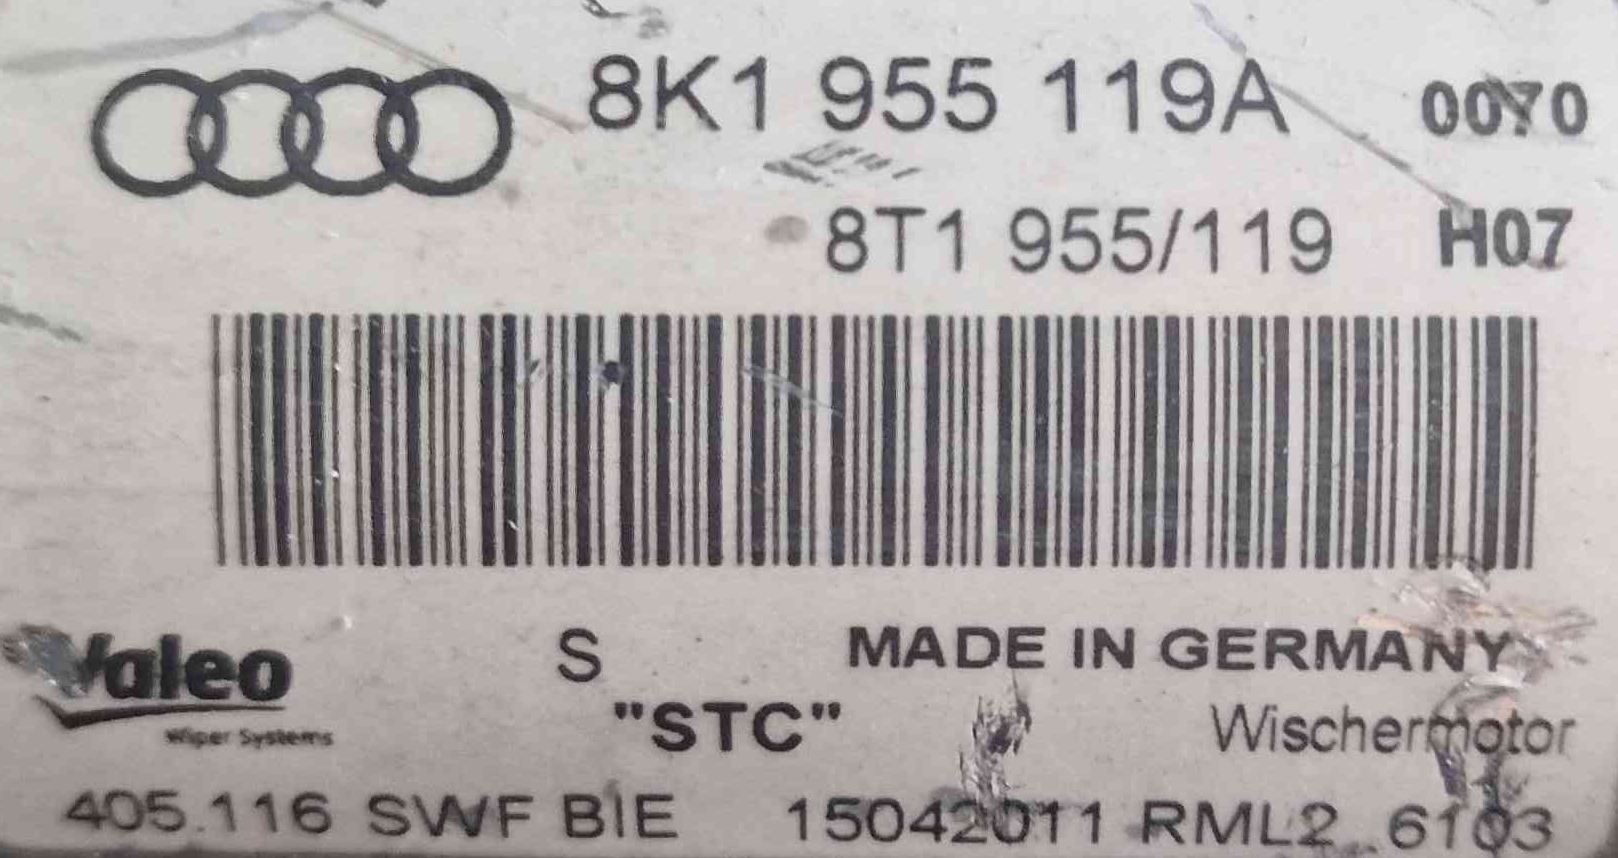 8K1 955 119A 0070
8T1 955/119 H07
Valeo S MADE IN GERMANY
Wiper Systems "STC" Wischermotor
405.116 SWF BIE 15042011 RML2 6103